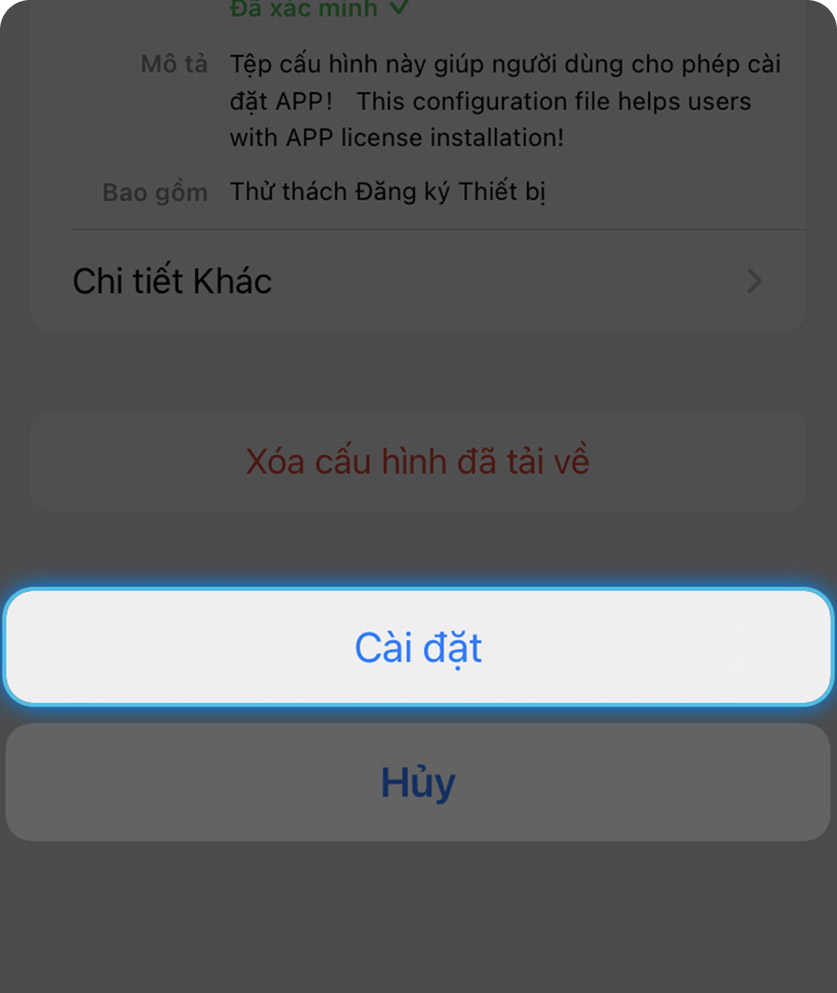 Đã xác minh ✓
Mô tả Tệp cấu hình này giúp người dùng cho phép cài
đặt APP! This configuration file helps users
with APP license installation!
Bao gồm Thử thách Đăng ký Thiết bị
Chi tiết Khác
Xóa cấu hình đã tải về
Cài đặt
Hủy